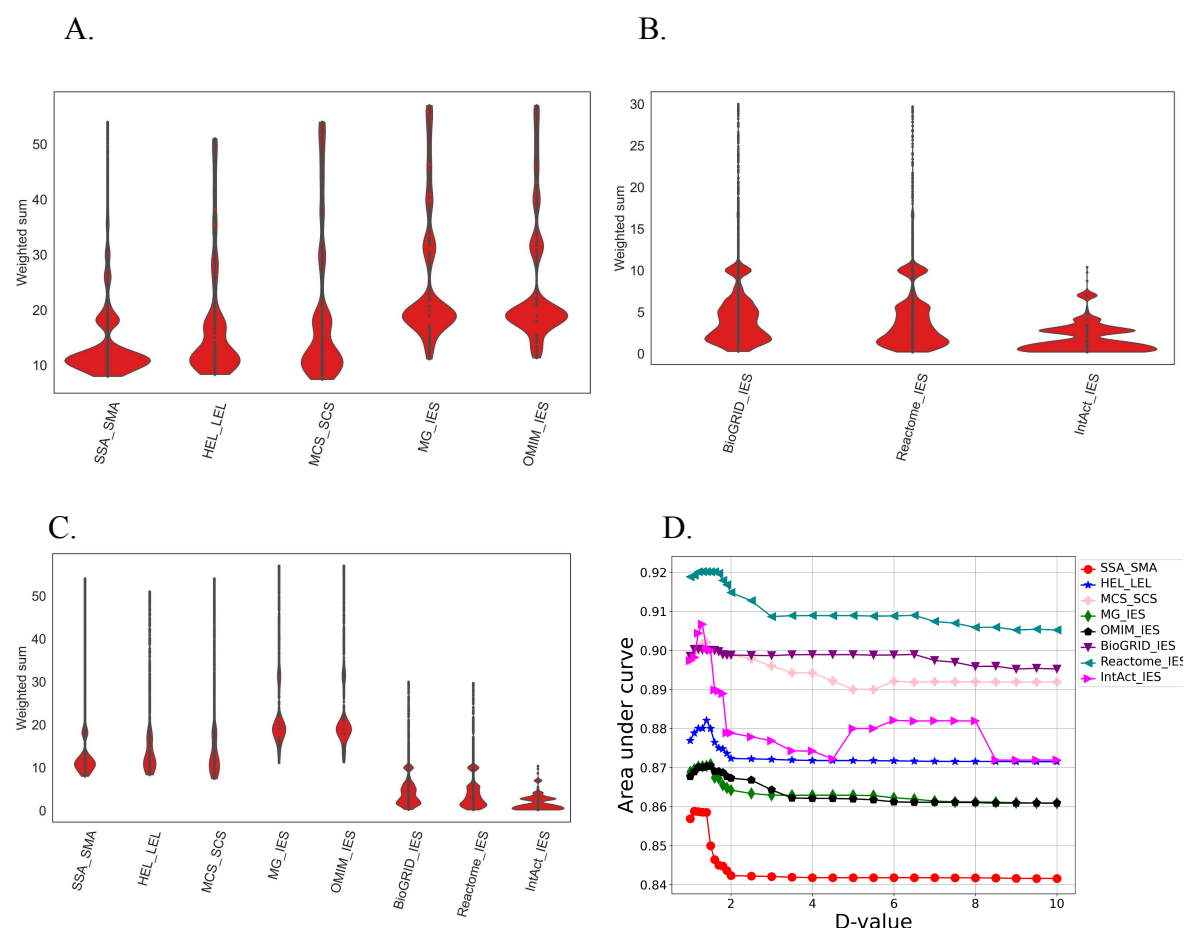 A.
B.
50
40
30
20
10
Weighted sum
SSA_SMA
HEL_LEL
MCS_SCS
MG_IES
OMIM_IES
30
25
20
15
10
5
0
Weighted sum
BioGRID_IES
Reactome_IES
IntAct_IES
C.
D.
50
40
30
20
10
0
Weighted sum
SSA_SMA
HEL_LEL
MCS_SCS
MG_IES
OMIM_IES
BioGRID_IES
Reactome_IES
IntAct_IES
0.92
0.91
0.90
0.89
0.88
0.87
0.86
0.85
0.84
Area under curve
2
4
6
8
10
D-value
SSA_SMA
HEL_LEL
MCS_SCS
MG_IES
OMIM_IES
BioGRID_IES
Reactome_IES
IntAct_IES